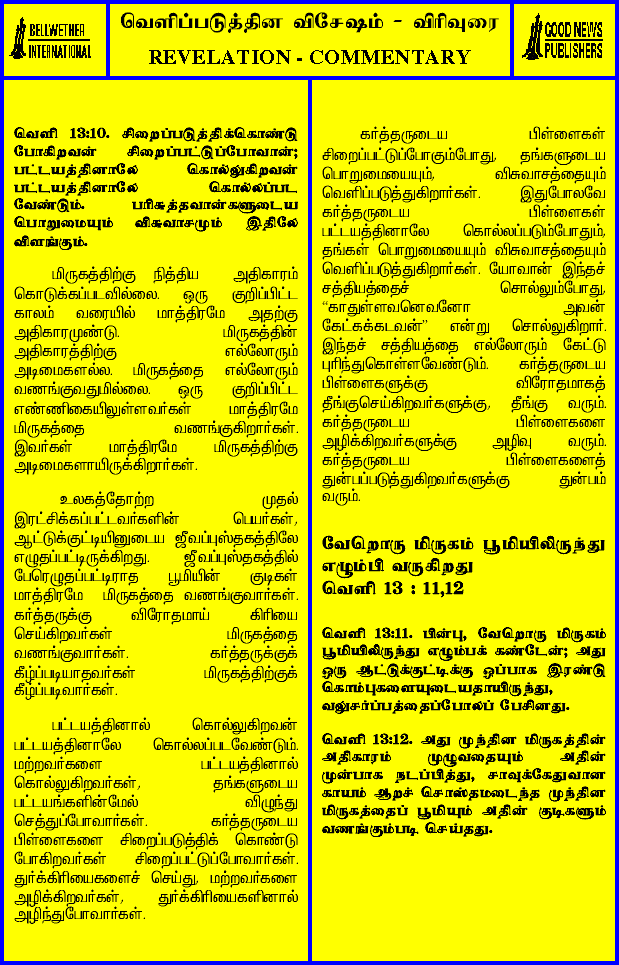 BELLWETHER
INTERNATIONAL
வெளிப்படுத்தின விசேஷம் - விரிவுரை
REVELATION - COMMENTARY
GOOD NEWS
PUBLISHERS
வெளி 13:10. சிறைப்படுத்திக்கொண்டு
போகிறவன் சிறைப்பட்டுப்போவான்;
பட்டயத்தினாலே கொல்லுகிறவன்
பட்டயத்தினாலே கொல்லப்பட
வேண்டும். பரிசுத்தவான்களுடைய
பொறுமையும் விசுவாசமும் இதிலே
விளங்கும்.
மிருகத்திற்கு நித்திய அதிகாரம்
கொடுக்கப்படவில்லை. ஒரு குறிப்பிட்ட
காலம் வரையில் மாத்திரமே அதற்கு
அதிகாரமுண்டு. மிருகத்தின்
அதிகாரத்திற்கு எல்லோரும்
அடிமைகளல்ல. மிருகத்தை எல்லோரும்
வணங்குவதுமில்லை. ஒரு குறிப்பிட்ட
எண்ணிகையிலுள்ளவர்கள் மாத்திரமே
மிருகத்தை வணங்குகிறார்கள்.
இவர்கள் மாத்திரமே மிருகத்திற்கு
அடிமைகளாயிருக்கிறார்கள்.
உலகத்தோற்ற முதல்
இரட்சிக்கப்பட்டவர்களின் பெயர்கள்,
ஆட்டுக்குட்டியினுடைய ஜீவப்புஸ்தகத்திலே
எழுதப்பட்டிருக்கிறது. ஜீவப்புஸ்தகத்தில்
பேரெழுதப்பட்டிராத பூமியின் குடிகள்
மாத்திரமே மிருகத்தை வணங்குவார்கள்.
கர்த்தருக்கு விரோதமாய் கிரியை
செய்கிறவர்கள் மிருகத்தை
வணங்குவார்கள். கர்த்தருக்குக்
கீழ்ப்படியாதவர்கள் மிருகத்திற்குக்
கீழ்ப்படிவார்கள்.
பட்டயத்தினால் கொல்லுகிறவன்
பட்டயத்தினாலே கொல்லப்படவேண்டும்.
மற்றவர்களை பட்டயத்தினால்
கொல்லுகிறவர்கள், தங்களுடைய
பட்டயங்களின்மேல் விழுந்து
செத்துப்போவார்கள். கர்த்தருடைய
பிள்ளைகளை சிறைப்படுத்திக் கொண்டு
போகிறவர்கள் சிறைப்பட்டுப்போவார்கள்.
துர்க்கிரியைகளைச் செய்து, மற்றவர்களை
அழிக்கிறவர்கள், துர்க்கிரியைகளினால்
அழிந்துபோவார்கள்.
கர்த்தருடைய பிள்ளைகள்
சிறைப்பட்டுப்போகும்போது, தங்களுடைய
பொறுமையையும், விசுவாசத்தையும்
வெளிப்படுத்துகிறார்கள். இதுபோலவே
கர்த்தருடைய பிள்ளைகள்
பட்டயத்தினாலே கொல்லப்படும்போதும்,
தங்கள் பொறுமையையும் விசுவாசத்தையும்
வெளிப்படுத்துகிறார்கள். யோவான் இந்தச்
சத்தியத்தைச் சொல்லும்போது,
“காதுள்ளவனெவனோ அவன்
கேட்கக்கடவன்” என்று சொல்லுகிறார்.
இந்தச் சத்தியத்தை எல்லோரும் கேட்டு
புரிந்துகொள்ளவேண்டும். கர்த்தருடைய
பிள்ளைகளுக்கு விரோதமாகத்
தீங்குசெய்கிறவர்களுக்கு, தீங்கு வரும்.
கர்த்தருடைய பிள்ளைகளை
அழிக்கிறவர்களுக்கு அழிவு வரும்.
கர்த்தருடைய பிள்ளைகளைத்
துன்பப்படுத்துகிறவர்களுக்கு துன்பம்
வரும்.
வேறொரு மிருகம் பூமியிலிருந்து
எழும்பி வருகிறது
வெளி 13 : 11,12
வெளி 13:11. பின்பு, வேறொரு மிருகம்
பூமியிலிருந்து எழும்பக் கண்டேன்; அது
ஒரு ஆட்டுக்குட்டிக்கு ஒப்பாக இரண்டு
கொம்புகளையுடையதாயிருந்து,
வலுசர்ப்பத்தைப்போலப் பேசினது.
வெளி 13:12. அது முந்தின மிருகத்தின்
அதிகாரம் முழுவதையும் அதின்
முன்பாக நடப்பித்து, சாவுக்கேதுவான
காயம் ஆறச் சொஸ்தமடைந்த முந்தின
மிருகத்தைப் பூமியும் அதின் குடிகளும்
வணங்கும்படி செய்தது.